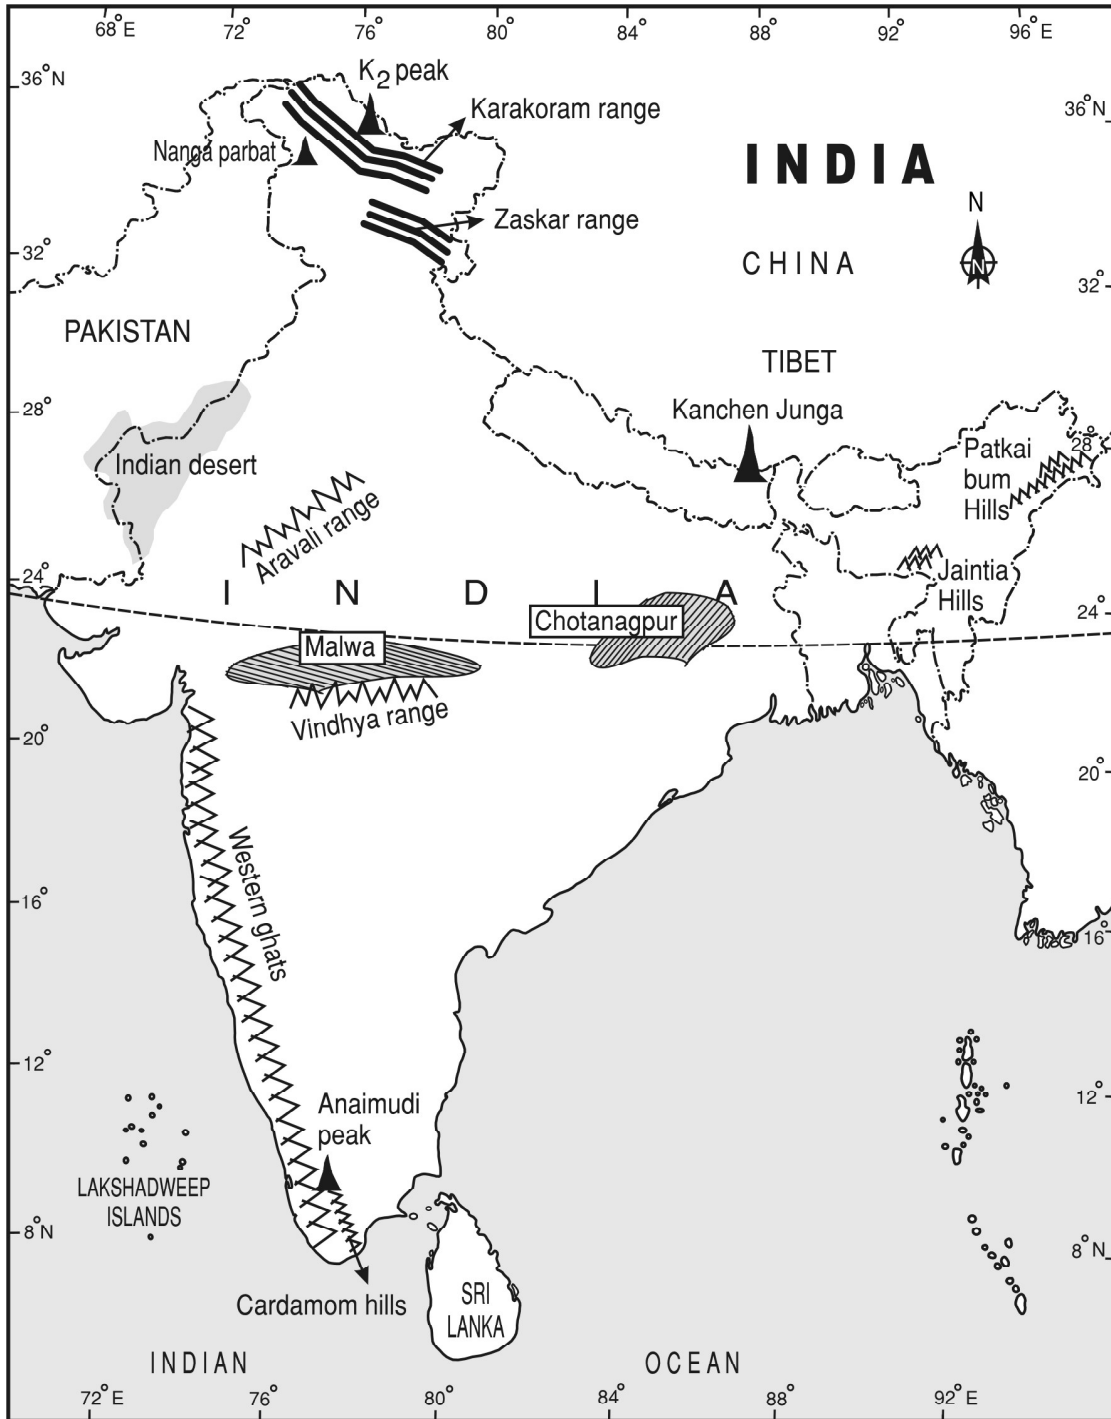 68°E 72° 76° 80 84° 88° 92° 96°E
36°N
K2 peak
Karakoram range
36°N
Nanga parbat
INDIA
N
Zaskar range
32°
CHINA
N
32°
PAKISTAN
TIBET
28°
Kanchen Junga
28°
Patkai
bum
Hills
Indian desert
Aravali range
24°
Jaintia
Hills
I N D I A
24°
Chotanagpur
Malwa
Vindhya range
20°
20°
Western ghats
16°
16°
12°
12°
Anaimudi
peak
LAKSHADWEEP
ISLANDS
8°N
8°N
Cardamom hills
SRI
LANKA
INDIAN OCEAN
72°E 76° 80° 84° 88° 92°E